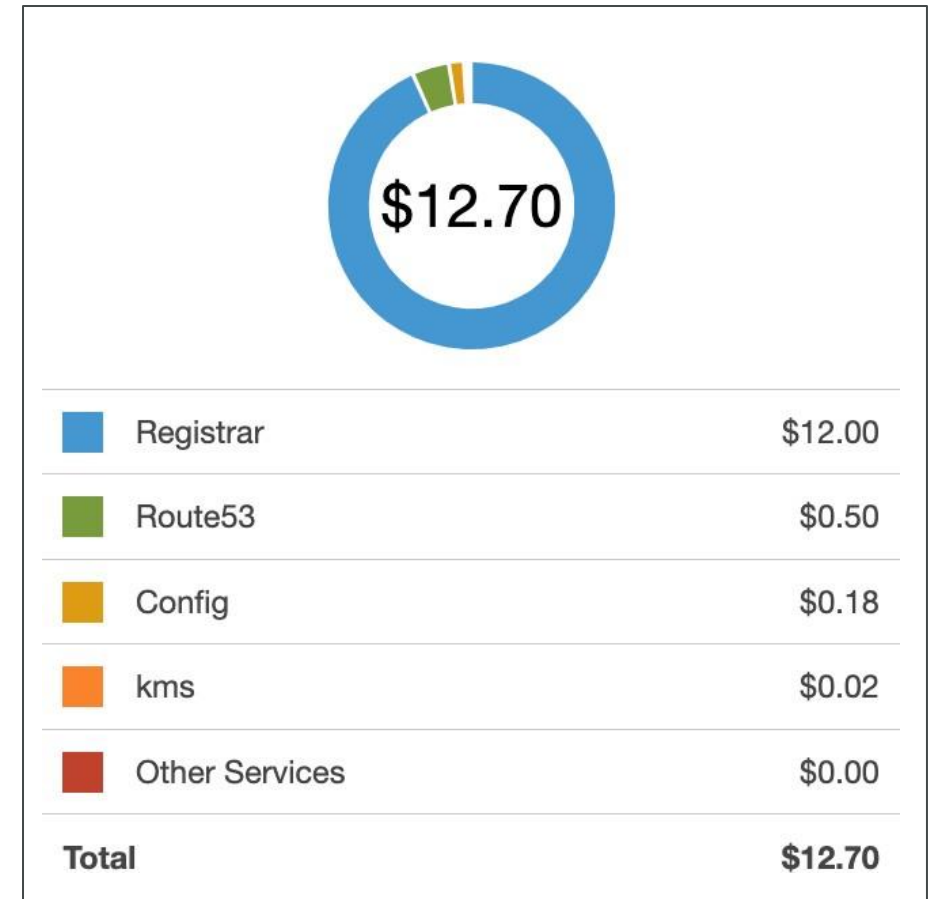 $12.70
Registrar $12.00
Route53 $0.50
Config $0.18
kms $0.02
Other Services $0.00
Total $12.70